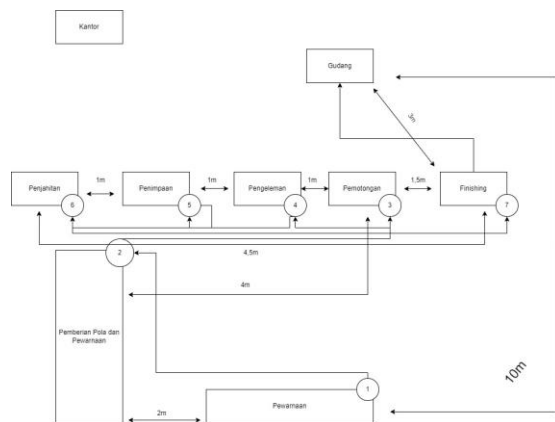 Kantor
Gudang
3m
Penjahitan
1m
Penimpaan
1m
Pengeleman
1m
Pemotongan
1,5m
Finishing
6
5
4
3
7
2
4,5m
4m
Pemberian Pola dan
Pewarnaan
1
10m
2m
Pewarnaan